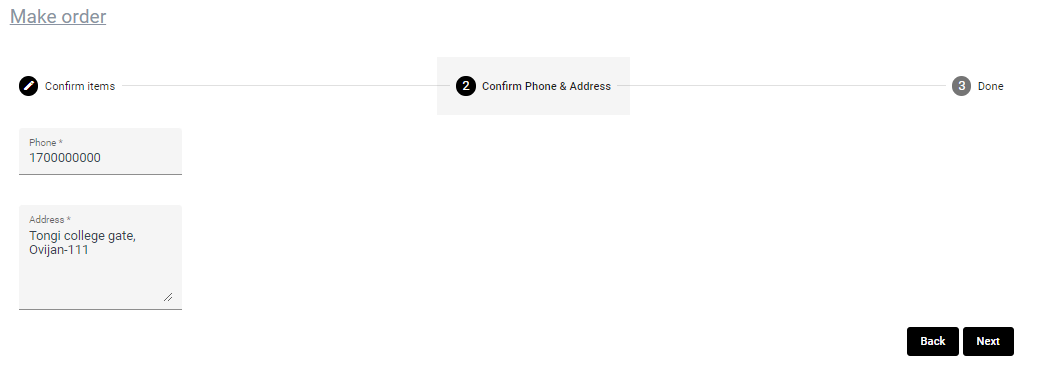 Make order
Confirm items
2 Confirm Phone & Address
3 Done
Phone *
1700000000
Address *
Tongi college gate,
Ovijan-111
Back Next